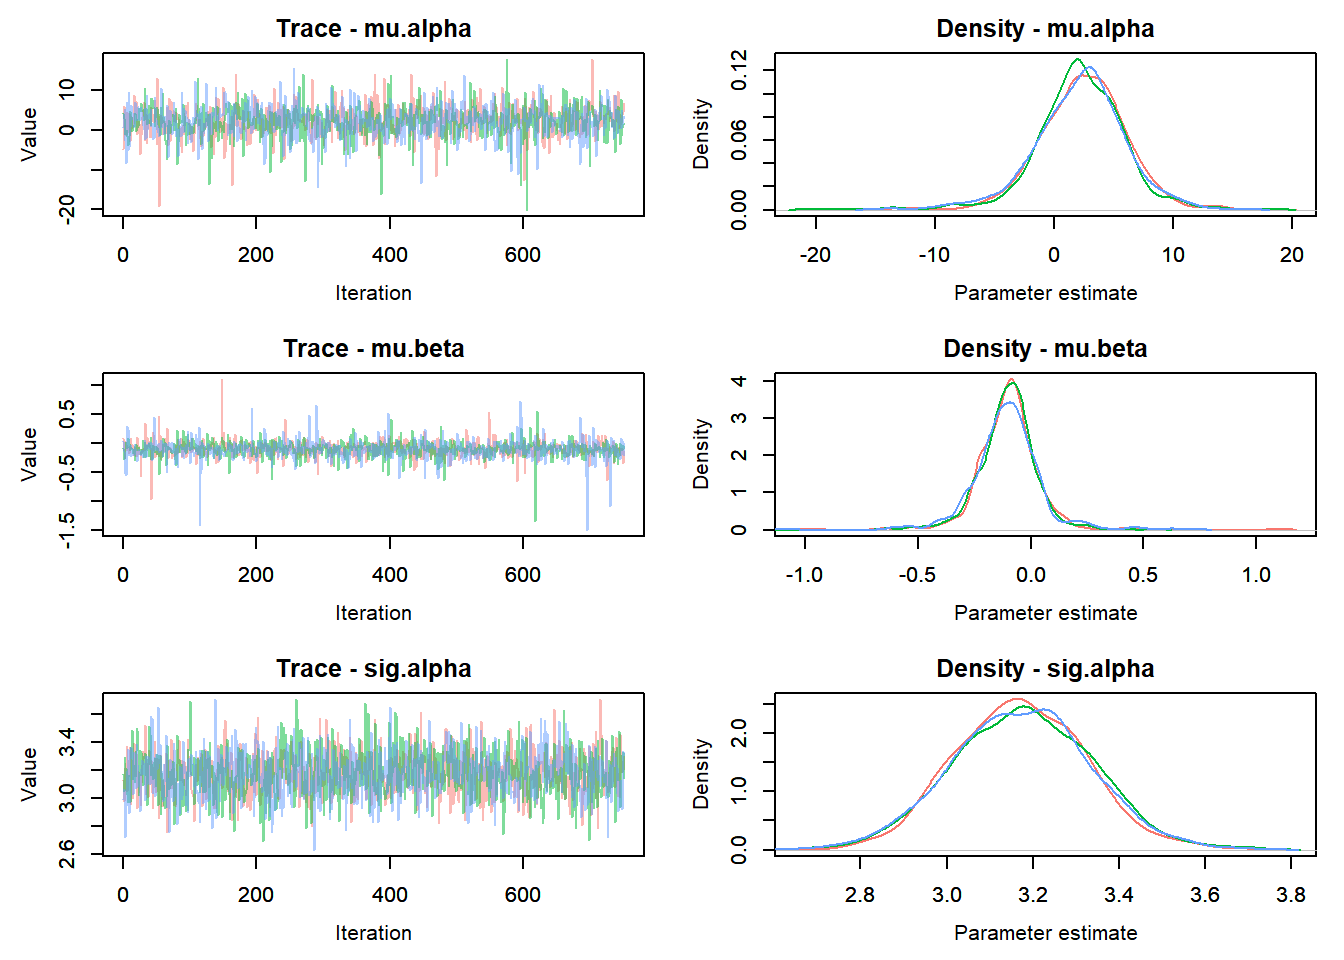 Trace - mu.alpha
Value
10
0
-20
0 200 400 600
Iteration
Density - mu.alpha
Density
0.12
0.06
0.00
-20 -10 0 10 20
Parameter estimate
Trace - mu.beta
Value
0.5
-0.5
-1.5
0 200 400 600
Iteration
Density - mu.beta
Density
4
3
2
1
0
-1.0 -0.5 0.0 0.5 1.0
Parameter estimate
Trace - sig.alpha
Value
3.4
3.0
2.6
0 200 400 600
Iteration
Density - sig.alpha
Density
2.0
1.0
0.0
2.8 3.0 3.2 3.4 3.6 3.8
Parameter estimate